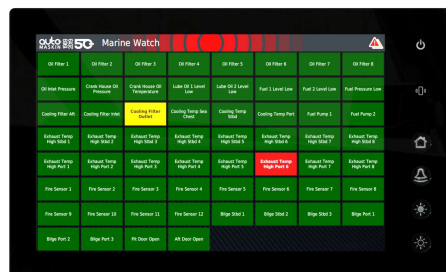 auto MASKIN 50 Marine Watch
Oil Filter 1 Oil Filter 2 Oil Filter 3 Oil Filter 4 Oil Filter 5 Oil Filter 6 Oil Filter 7 Oil Filter 8
Oil Inlet Pressure Crank House Oil Pressure Crank House Oil Temperature Lube Oil 1 Level Low Lube Oil 2 Level Low Fuel 1 Level Low Fuel 2 Level Low Fuel Pressure Low
Cooling Filter Aft Cooling Filter Inlet Cooling Filter Outlet Cooling Temp Sea Chest Cooling Temp Stbd Cooling Temp Port Fuel Pump 1 Fuel Pump 2
Exhaust Temp High Stbd 1 Exhaust Temp High Stbd 2 Exhaust Temp High Stbd 3 Exhaust Temp High Stbd 4 Exhaust Temp High Stbd 5 Exhaust Temp High Stbd 6 Exhaust Temp High Stbd 7 Exhaust Temp High Stbd 8
Exhaust Temp High Port 1 Exhaust Temp High Port 2 Exhaust Temp High Port 3 Exhaust Temp High Port 4 Exhaust Temp High Port 5 Exhaust Temp High Port 6 Exhaust Temp High Port 7 Exhaust Temp High Port 8
Fire Sensor 1 Fire Sensor 2 Fire Sensor 3 Fire Sensor 4 Fire Sensor 5 Fire Sensor 6 Fire Sensor 7 Fire Sensor 8
Fire Sensor 9 Fire Sensor 10 Fire Sensor 11 Fire Sensor 12 Bilge Stbd 1 Bilge Stbd 2 Bilge Stbd 3 Bilge Port 1
Bilge Port 2 Bilge Port 3 Pit Door Open Aft Door Open